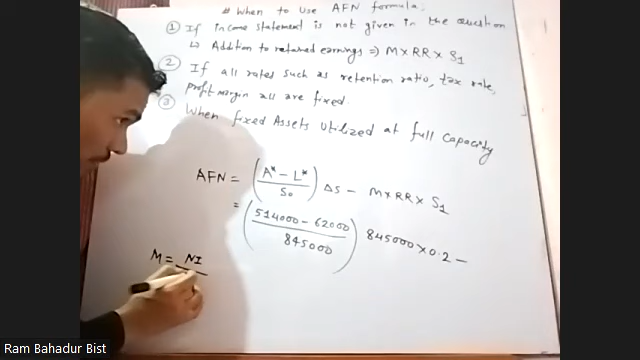 # When to Use AFN formula.
① If income statement is not given in the question
↳ Addition to retained earnings => M X RR X S1
② If all rates such as retention ratio, tax rate,
profit margin all are fixed.
③ When fixed Assets Utilized at full capacity
AFN = (A* - L* / S0) ΔS - M X RR X S1
= (514000 - 62000 / 845000) 845000 X 0.2 -
M = NI
Ram Bahadur Bist